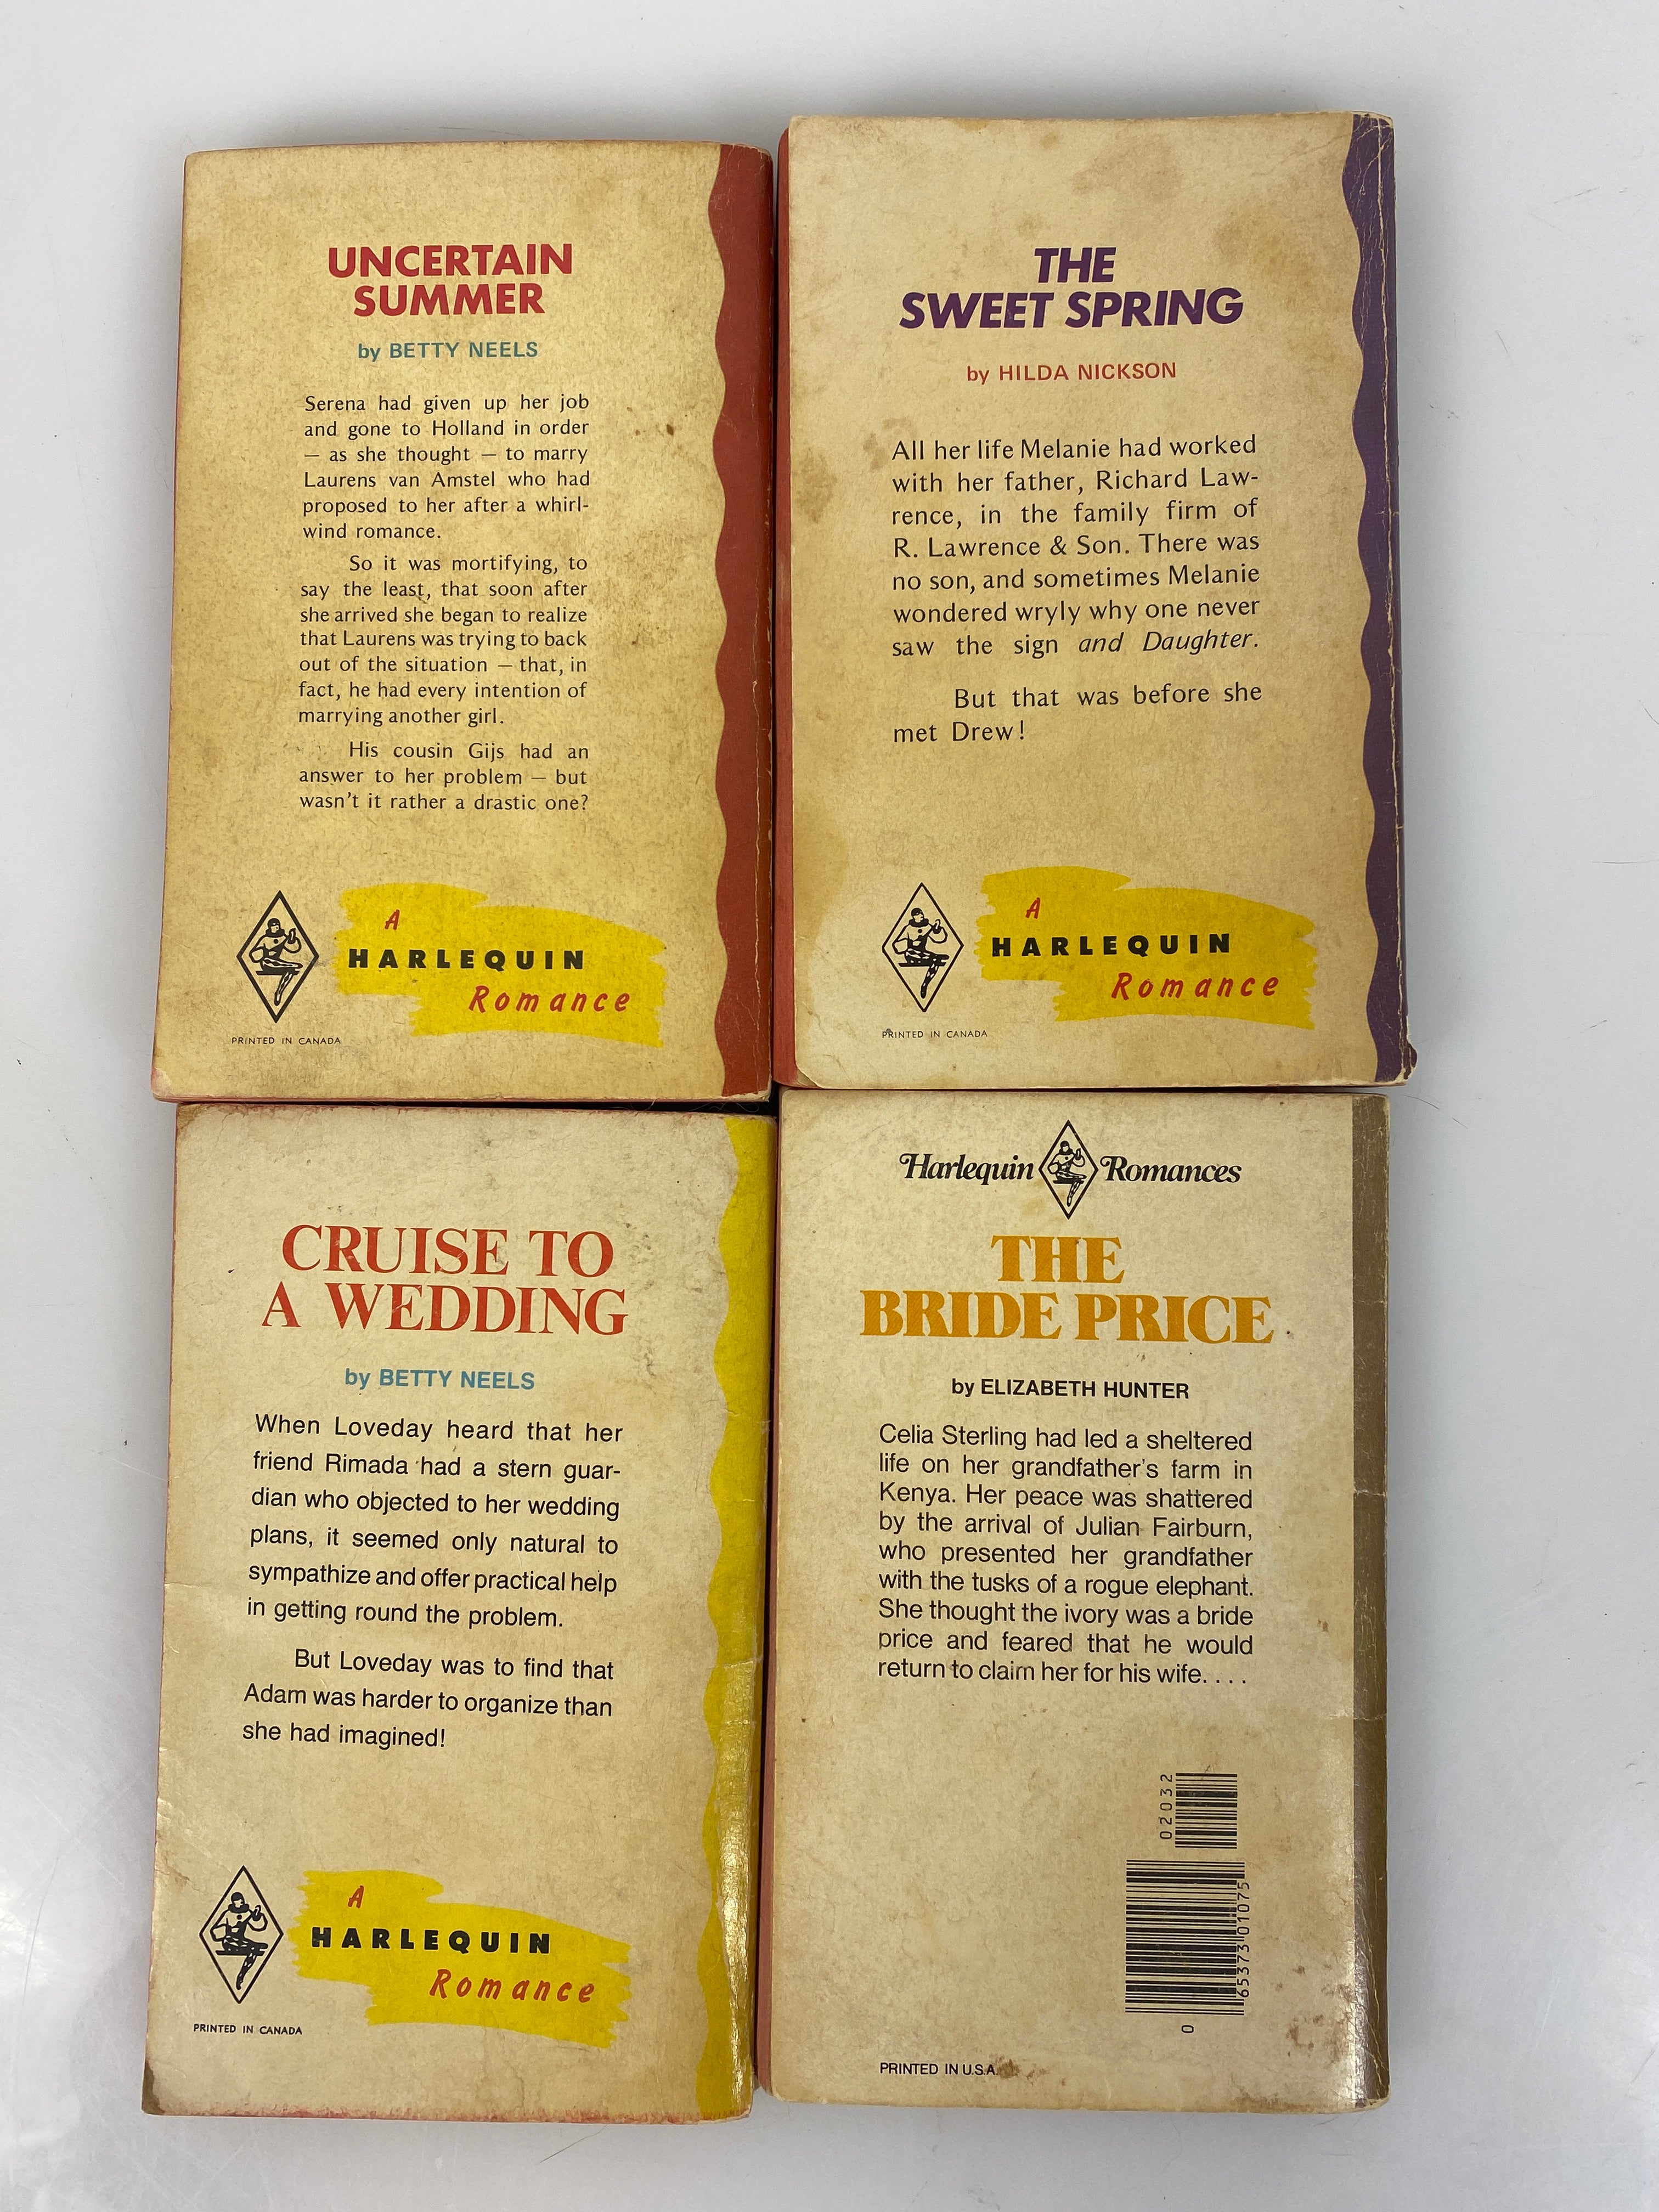 UNCERTAIN
SUMMER
by BETTY NEELS
Serena had given up her job
and gone to Holland in order
— as she thought — to marry
Laurens van Amstel who had
proposed to her after a whirl-
wind romance.
So it was mortifying, to
say the least, that soon after
she arrived she began to realize
that Laurens was trying to back
out of the situation — that, in
fact, he had every intention of
marrying another girl.
His cousin Gijs had an
answer to her problem — but
wasn't it rather a drastic one?
A
HARLEQUIN
Romance
PRINTED IN CANADA
THE
SWEET SPRING
by HILDA NICKSON
All her life Melanie had worked
with her father, Richard Law-
rence, in the family firm of
R. Lawrence & Son. There was
no son, and sometimes Melanie
wondered wryly why one never
saw the sign and Daughter.
But that was before she
met Drew!
A
HARLEQUIN
Romance
PRINTED IN CANADA
CRUISE TO
A WEDDING
by BETTY NEELS
When Loveday heard that her
friend Rimada had a stern guar-
dian who objected to her wedding
plans, it seemed only natural to
sympathize and offer practical help
in getting round the problem.
But Loveday was to find that
Adam was harder to organize than
she had imagined!
A
HARLEQUIN
Romance
PRINTED IN CANADA
Harlequin Romances
THE
BRIDE PRICE
by ELIZABETH HUNTER
Celia Sterling had led a sheltered
life on her grandfather's farm in
Kenya. Her peace was shattered
by the arrival of Julian Fairburn,
who presented her grandfather
with the tusks of a rogue elephant.
She thought the ivory was a bride
price and feared that he would
return to claim her for his wife. . . .
02032
0 65373 01075
PRINTED IN U.S.A.